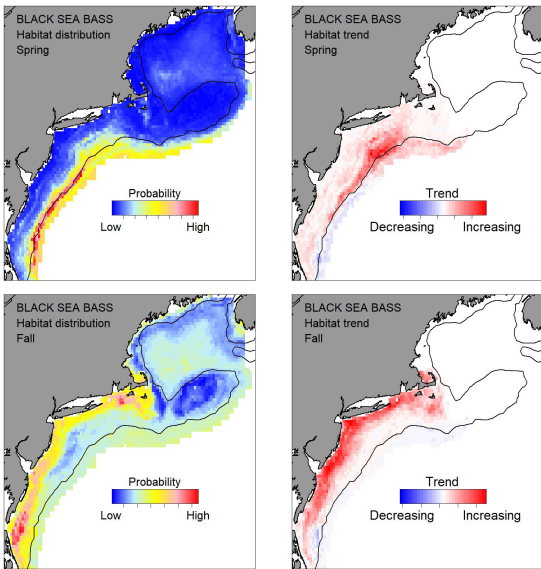 BLACK SEA BASS
Habitat distribution
Spring
Probability
Low High
BLACK SEA BASS
Habitat trend
Spring
Trend
Decreasing Increasing
BLACK SEA BASS
Habitat distribution
Fall
Probability
Low High
BLACK SEA BASS
Habitat trend
Fall
Trend
Decreasing Increasing